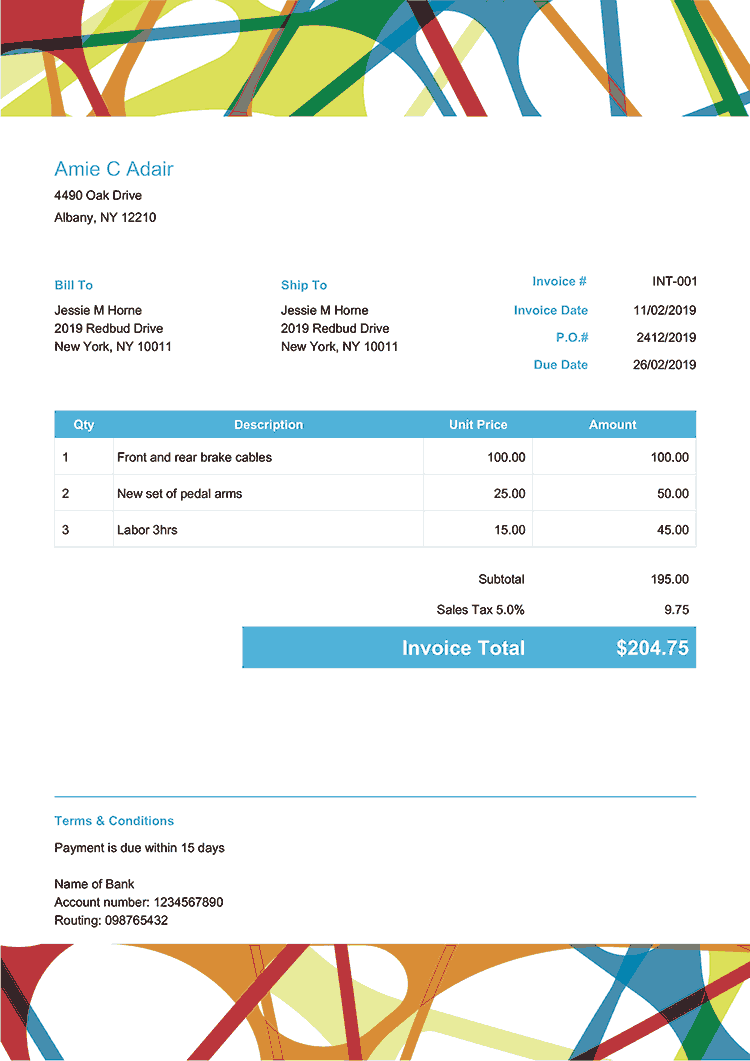 Amie C Adair
4490 Oak Drive
Albany, NY 12210
Bill To
Jessie M Horne
2019 Redbud Drive
New York, NY 10011
Ship To
Jessie M Horne
2019 Redbud Drive
New York, NY 10011
Invoice # INT-001
Invoice Date 11/02/2019
P.O.# 2412/2019
Due Date 26/02/2019
Qty Description Unit Price Amount
1 Front and rear brake cables 100.00 100.00
2 New set of pedal arms 25.00 50.00
3 Labor 3hrs 15.00 45.00
Subtotal 195.00
Sales Tax 5.0% 9.75
Invoice Total $204.75
Terms & Conditions
Payment is due within 15 days
Name of Bank
Account number: 1234567890
Routing: 098765432